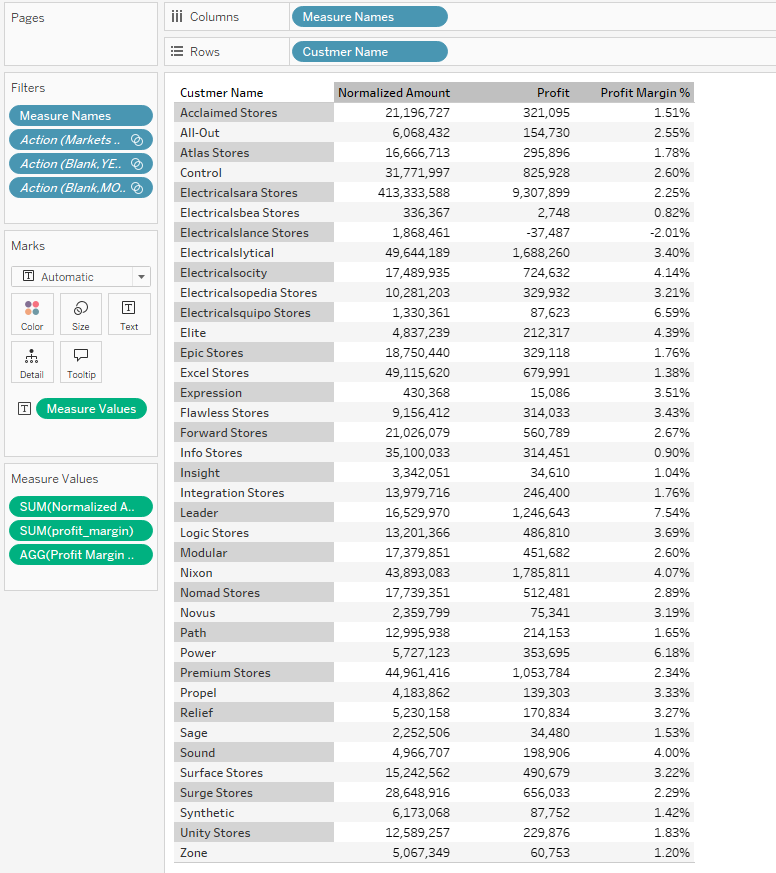 Pages
Columns
Measure Names
Rows
Custmer Name
Filters
Measure Names
Action (Markets ..
Action (Blank,YE..
Action (Blank,MO..
Marks
Automatic
Color Size Text
Detail Tooltip
Measure Values
Measure Values
SUM(Normalized A..
SUM(profit_margin)
AGG(Profit Margin ..
Custmer Name Normalized Amount Profit Profit Margin %
Acclaimed Stores 21,196,727 321,095 1.51%
All-Out 6,068,432 154,730 2.55%
Atlas Stores 16,666,713 295,896 1.78%
Control 31,771,997 825,928 2.60%
Electricalsara Stores 413,333,588 9,307,899 2.25%
Electricalsbea Stores 336,367 2,748 0.82%
Electricalslance Stores 1,868,461 -37,487 -2.01%
Electricalslytical 49,644,189 1,688,260 3.40%
Electricalsocity 17,489,935 724,632 4.14%
Electricalsopedia Stores 10,281,203 329,932 3.21%
Electricalsquipo Stores 1,330,361 87,623 6.59%
Elite 4,837,239 212,317 4.39%
Epic Stores 18,750,440 329,118 1.76%
Excel Stores 49,115,620 679,991 1.38%
Expression 430,368 15,086 3.51%
Flawless Stores 9,156,412 314,033 3.43%
Forward Stores 21,026,079 560,789 2.67%
Info Stores 35,100,033 314,451 0.90%
Insight 3,342,051 34,610 1.04%
Integration Stores 13,979,716 246,400 1.76%
Leader 16,529,970 1,246,643 7.54%
Logic Stores 13,201,366 486,810 3.69%
Modular 17,379,851 451,682 2.60%
Nixon 43,893,083 1,785,811 4.07%
Nomad Stores 17,739,351 512,481 2.89%
Novus 2,359,799 75,341 3.19%
Path 12,995,938 214,153 1.65%
Power 5,727,123 353,695 6.18%
Premium Stores 44,961,416 1,053,784 2.34%
Propel 4,183,862 139,303 3.33%
Relief 5,230,158 170,834 3.27%
Sage 2,252,506 34,480 1.53%
Sound 4,966,707 198,906 4.00%
Surface Stores 15,242,562 490,679 3.22%
Surge Stores 28,648,916 656,033 2.29%
Synthetic 6,173,068 87,752 1.42%
Unity Stores 12,589,257 229,876 1.83%
Zone 5,067,349 60,753 1.20%